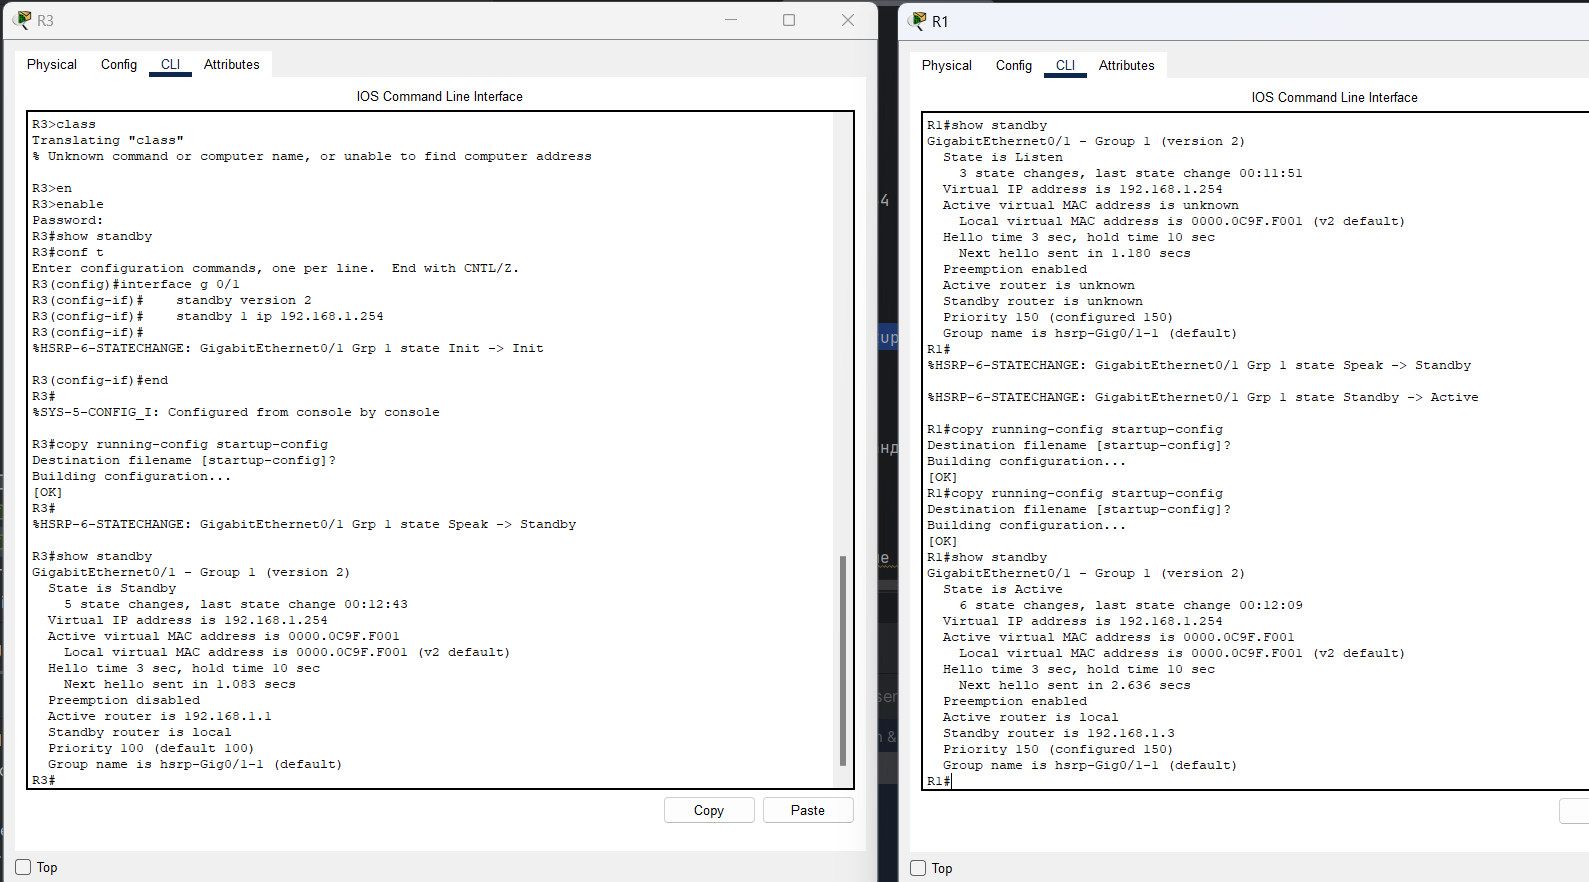 R3
Physical Config CLI Attributes
IOS Command Line Interface
R3>class
Translating "class"
% Unknown command or computer name, or unable to find computer address
R3>en
R3>enable
Password:
R3#show standby
R3#conf t
Enter configuration commands, one per line.  End with CNTL/Z.
R3(config)#interface g 0/1
R3(config-if)#    standby version 2
R3(config-if)#    standby 1 ip 192.168.1.254
R3(config-if)#
%HSRP-6-STATECHANGE: GigabitEthernet0/1 Grp 1 state Init -> Init
R3(config-if)#end
R3#
%SYS-5-CONFIG_I: Configured from console by console
R3#copy running-config startup-config
Destination filename [startup-config]?
Building configuration...
[OK]
R3#
%HSRP-6-STATECHANGE: GigabitEthernet0/1 Grp 1 state Speak -> Standby
R3#show standby
GigabitEthernet0/1 - Group 1 (version 2)
  State is Standby
    5 state changes, last state change 00:12:43
  Virtual IP address is 192.168.1.254
  Active virtual MAC address is 0000.0C9F.F001
    Local virtual MAC address is 0000.0C9F.F001 (v2 default)
  Hello time 3 sec, hold time 10 sec
    Next hello sent in 1.083 secs
  Preemption disabled
  Active router is 192.168.1.1
  Standby router is local
  Priority 100 (default 100)
  Group name is hsrp-Gig0/1-1 (default)
R3#
Copy Paste
Top
4
up
нд
R1
Physical Config CLI Attributes
IOS Command Line Interface
R1#show standby
GigabitEthernet0/1 - Group 1 (version 2)
  State is Listen
    3 state changes, last state change 00:11:51
  Virtual IP address is 192.168.1.254
  Active virtual MAC address is unknown
    Local virtual MAC address is 0000.0C9F.F001 (v2 default)
  Hello time 3 sec, hold time 10 sec
    Next hello sent in 1.180 secs
  Preemption enabled
  Active router is unknown
  Standby router is unknown
  Priority 150 (configured 150)
  Group name is hsrp-Gig0/1-1 (default)
R1#
%HSRP-6-STATECHANGE: GigabitEthernet0/1 Grp 1 state Speak -> Standby
%HSRP-6-STATECHANGE: GigabitEthernet0/1 Grp 1 state Standby -> Active
R1#copy running-config startup-config
Destination filename [startup-config]?
Building configuration...
[OK]
R1#copy running-config startup-config
Destination filename [startup-config]?
Building configuration...
[OK]
R1#show standby
GigabitEthernet0/1 - Group 1 (version 2)
  State is Active
    6 state changes, last state change 00:12:09
  Virtual IP address is 192.168.1.254
  Active virtual MAC address is 0000.0C9F.F001
    Local virtual MAC address is 0000.0C9F.F001 (v2 default)
  Hello time 3 sec, hold time 10 sec
    Next hello sent in 2.636 secs
  Preemption enabled
  Active router is local
  Standby router is 192.168.1.3
  Priority 150 (configured 150)
  Group name is hsrp-Gig0/1-1 (default)
R1#
Top